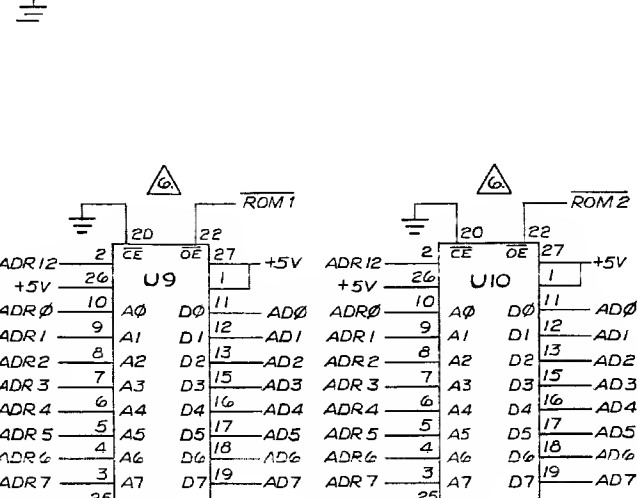 6. 6.
ROM 1 ROM 2
20 22 20 22
ADR12 2 CE OE 27 +5V ADR12 2 CE OE 27 +5V
+5V 26 U9 1 +5V 26 U10 1
ADRØ 10 AØ DØ 11 ADØ ADRØ 10 AØ DØ 11 ADØ
ADR1 9 A1 D1 12 AD1 ADR1 9 A1 D1 12 AD1
ADR2 8 A2 D2 13 AD2 ADR2 8 A2 D2 13 AD2
ADR3 7 A3 D3 15 AD3 ADR3 7 A3 D3 15 AD3
ADR4 6 A4 D4 16 AD4 ADR4 6 A4 D4 16 AD4
ADR5 5 A5 D5 17 AD5 ADR5 5 A5 D5 17 AD5
ADR6 4 A6 D6 18 AD6 ADR6 4 A6 D6 18 AD6
ADR7 3 A7 D7 19 AD7 ADR7 3 A7 D7 19 AD7
25 25